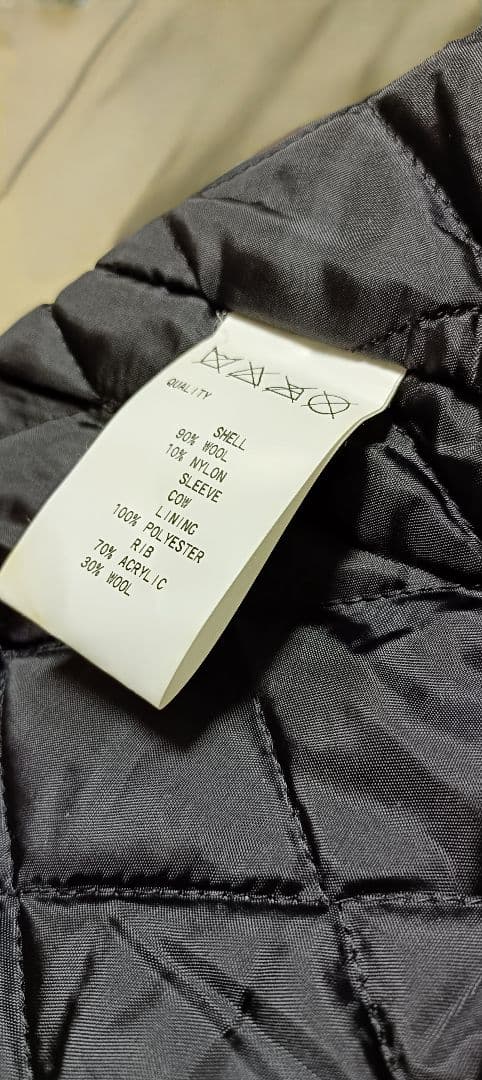 QUALITY
SHELL
90% WOOL
10% NYLON
SLEEVE
COW
LINING
100% POLYESTER
RIB
70% ACRYLIC
30% WOOL